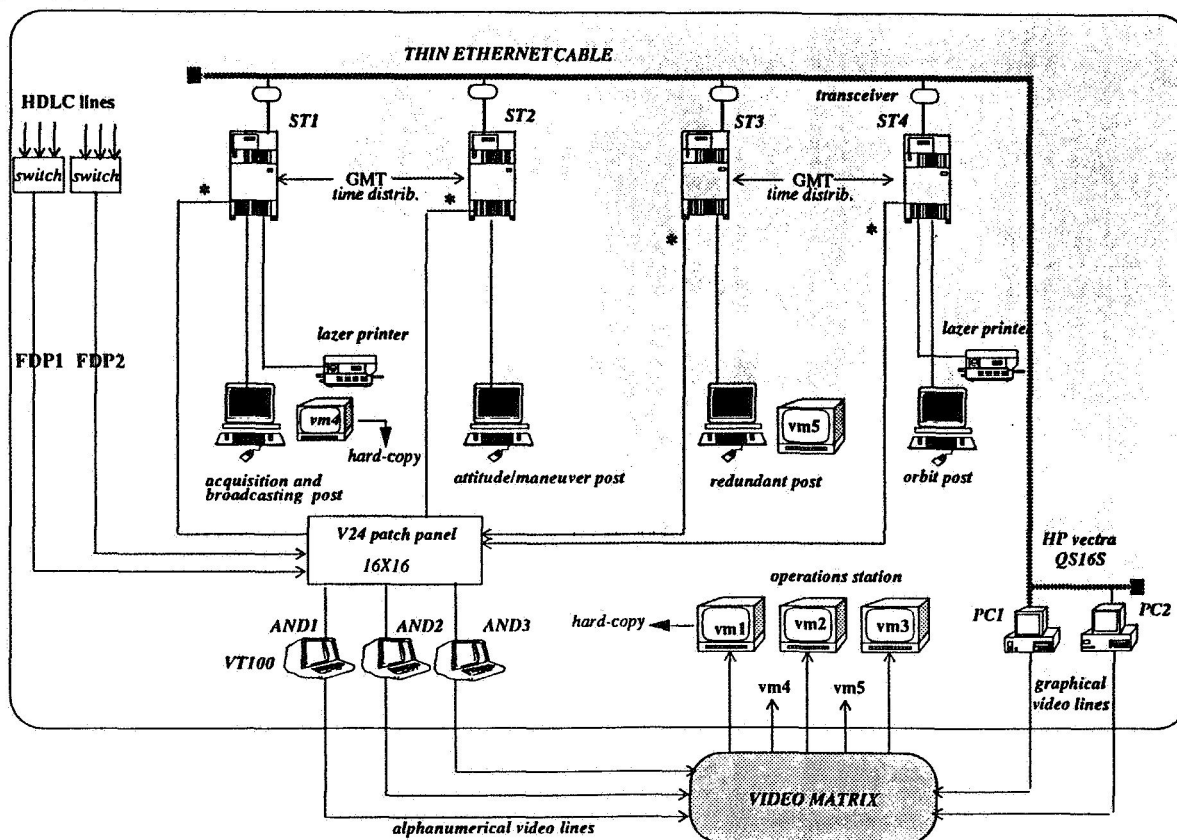 THIN ETHERNET CABLE
HDLC lines
transceiver
ST1
ST2
ST3
ST4
switch
switch
*
GMT
time distrib.
*
*
GMT
time distrib.
*
FDP1
FDP2
lazer printer
lazer printer
vm4
hard-copy
vm5
acquisition and
broadcasting post
attitude/maneuver post
redundant post
orbit post
V24 patch panel
16X16
HP vectra
QS16S
operations station
AND1
AND2
AND3
VT100
hard-copy
vm1
vm2
vm3
PC1
PC2
vm4
vm5
graphical
video lines
VIDEO MATRIX
alphanumerical video lines